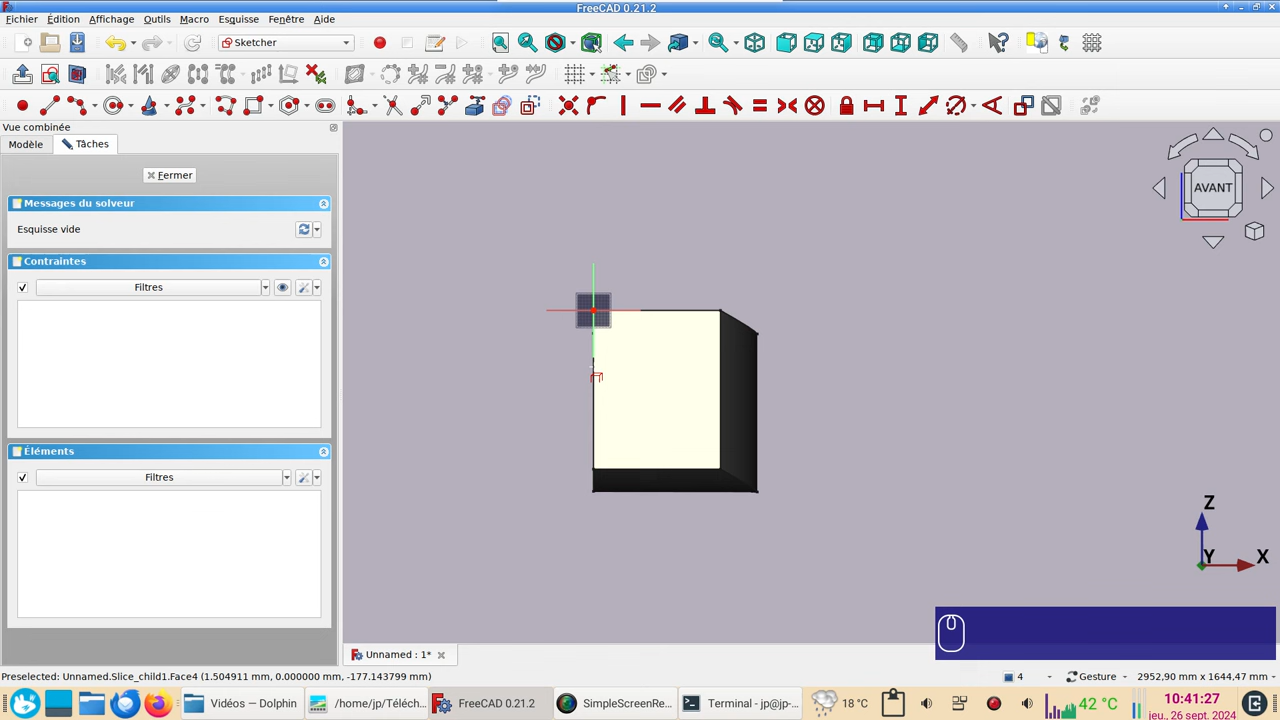 FreeCAD 0.21.2
Fichier Édition Affichage Outils Macro Esquisse Fenêtre Aide
Sketcher
Vue combinée
Modèle Tâches
Fermer
Messages du solveur
Esquisse vide
Contraintes
Filtres
Éléments
Filtres
AVANT
Z
Y X
Unnamed : 1*
Preselected: Unnamed.Slice_child1.Face4 (1.504911 mm, 0.000000 mm, -177.143799 mm) 4 Gesture 2952,90 mm x 1644,47 mm
Vidéos — Dolphin /home/jp/Téléch... FreeCAD 0.21.2 SimpleScreenRe... Terminal - jp@jp-... 18 °C 42 °C 10:41:27
jeu., 26 sept. 2024